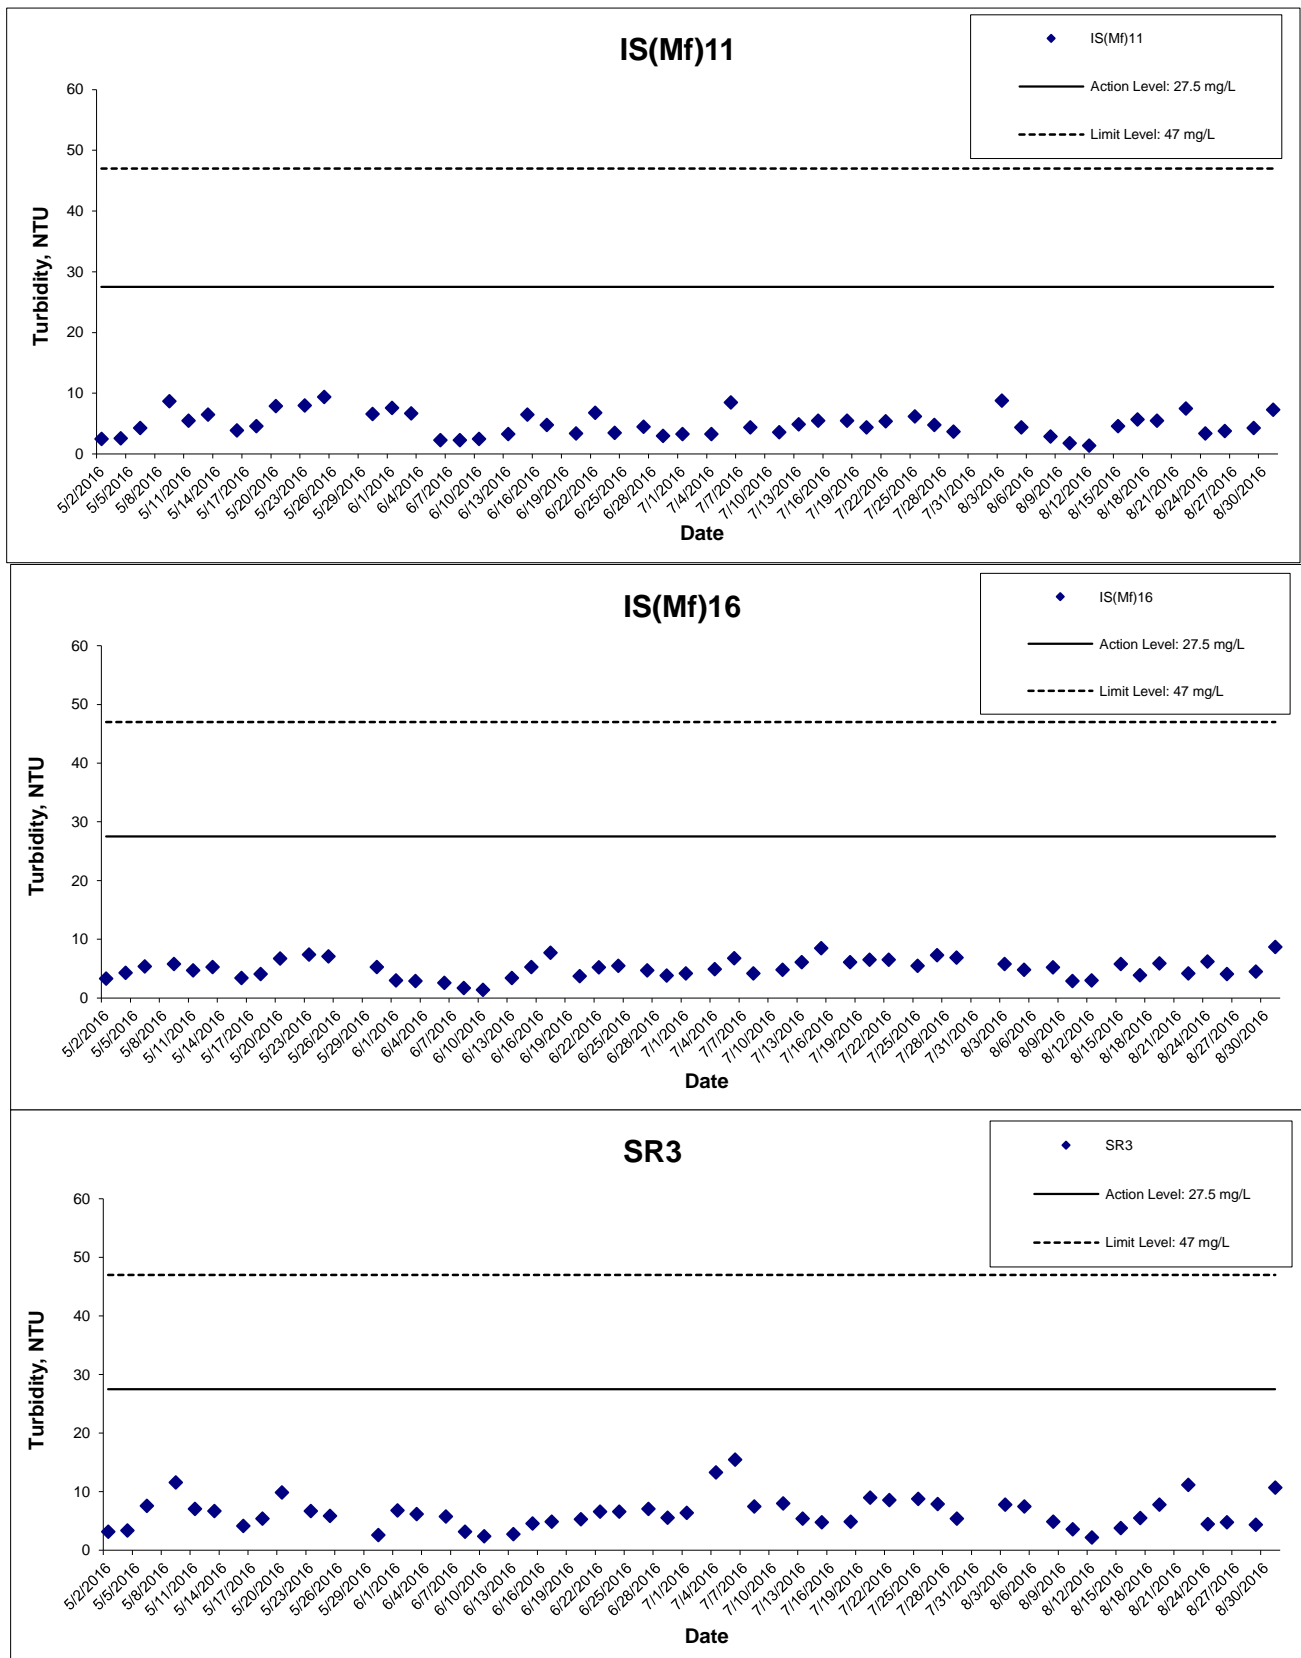 IS(Mf)11
IS(Mf)11
Action Level: 27.5 mg/L
Limit Level: 47 mg/L
Turbidity, NTU
60
50
40
30
20
10
0
5/2/2016 5/5/2016 5/8/2016 5/11/2016 5/14/2016 5/17/2016 5/20/2016 5/23/2016 5/26/2016 5/29/2016 6/1/2016 6/4/2016 6/7/2016 6/10/2016 6/13/2016 6/16/2016 6/19/2016 6/22/2016 6/25/2016 6/28/2016 7/1/2016 7/4/2016 7/7/2016 7/10/2016 7/13/2016 7/16/2016 7/19/2016 7/22/2016 7/25/2016 7/28/2016 7/31/2016 8/3/2016 8/6/2016 8/9/2016 8/12/2016 8/15/2016 8/18/2016 8/21/2016 8/24/2016 8/27/2016 8/30/2016
Date
IS(Mf)16
IS(Mf)16
Action Level: 27.5 mg/L
Limit Level: 47 mg/L
Turbidity, NTU
60
50
40
30
20
10
0
5/2/2016 5/5/2016 5/8/2016 5/11/2016 5/14/2016 5/17/2016 5/20/2016 5/23/2016 5/26/2016 5/29/2016 6/1/2016 6/4/2016 6/7/2016 6/10/2016 6/13/2016 6/16/2016 6/19/2016 6/22/2016 6/25/2016 6/28/2016 7/1/2016 7/4/2016 7/7/2016 7/10/2016 7/13/2016 7/16/2016 7/19/2016 7/22/2016 7/25/2016 7/28/2016 7/31/2016 8/3/2016 8/6/2016 8/9/2016 8/12/2016 8/15/2016 8/18/2016 8/21/2016 8/24/2016 8/27/2016 8/30/2016
Date
SR3
SR3
Action Level: 27.5 mg/L
Limit Level: 47 mg/L
Turbidity, NTU
60
50
40
30
20
10
0
5/2/2016 5/5/2016 5/8/2016 5/11/2016 5/14/2016 5/17/2016 5/20/2016 5/23/2016 5/26/2016 5/29/2016 6/1/2016 6/4/2016 6/7/2016 6/10/2016 6/13/2016 6/16/2016 6/19/2016 6/22/2016 6/25/2016 6/28/2016 7/1/2016 7/4/2016 7/7/2016 7/10/2016 7/13/2016 7/16/2016 7/19/2016 7/22/2016 7/25/2016 7/28/2016 7/31/2016 8/3/2016 8/6/2016 8/9/2016 8/12/2016 8/15/2016 8/18/2016 8/21/2016 8/24/2016 8/27/2016 8/30/2016
Date